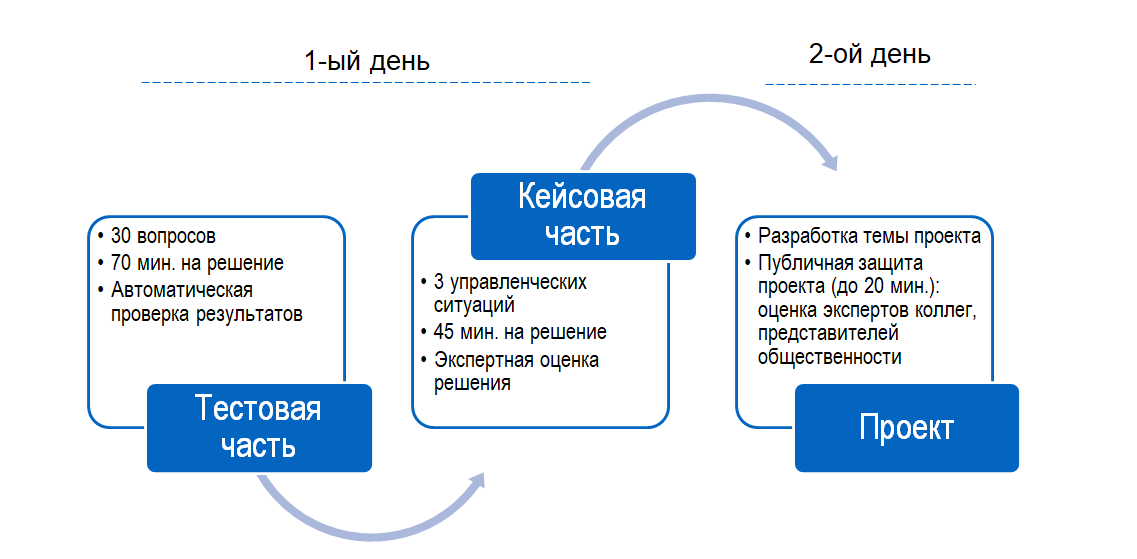 1-ый день
2-ой день
• 30 вопросов
• 70 мин. на решение
• Автоматическая
проверка результатов
Тестовая
часть
Кейсовая
часть
• 3 управленческих
ситуаций
• 45 мин. на решение
• Экспертная оценка
решения
• Разработка темы проекта
• Публичная защита
проекта (до 20 мин.):
оценка экспертов коллег,
представителей
общественности
Проект